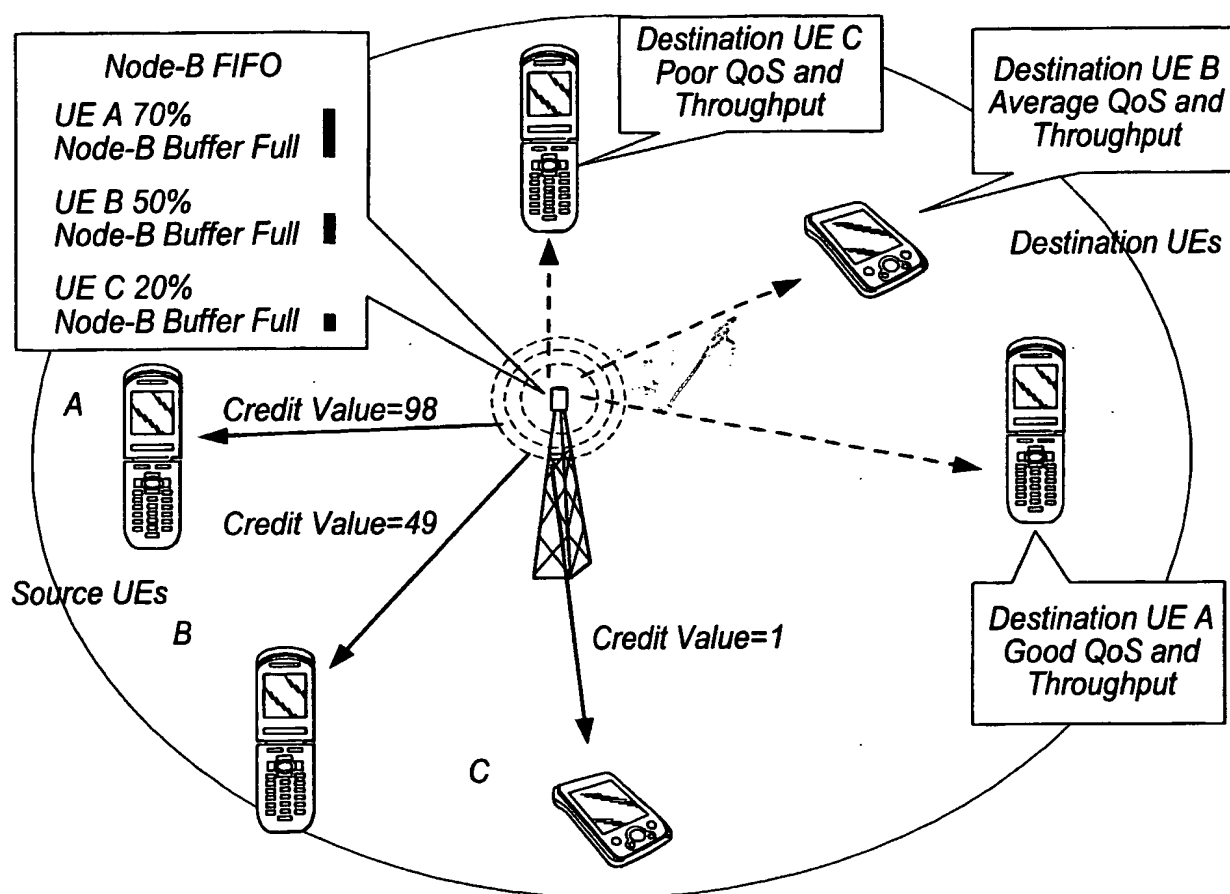 Node-B FIFO
UE A 70%
Node-B Buffer Full
UE B 50%
Node-B Buffer Full
UE C 20%
Node-B Buffer Full
Destination UE C
Poor QoS and
Throughput
Destination UE B
Average QoS and
Throughput
Destination UEs
A
Credit Value=98
Credit Value=49
Source UEs
B
Credit Value=1
C
Destination UE A
Good QoS and
Throughput